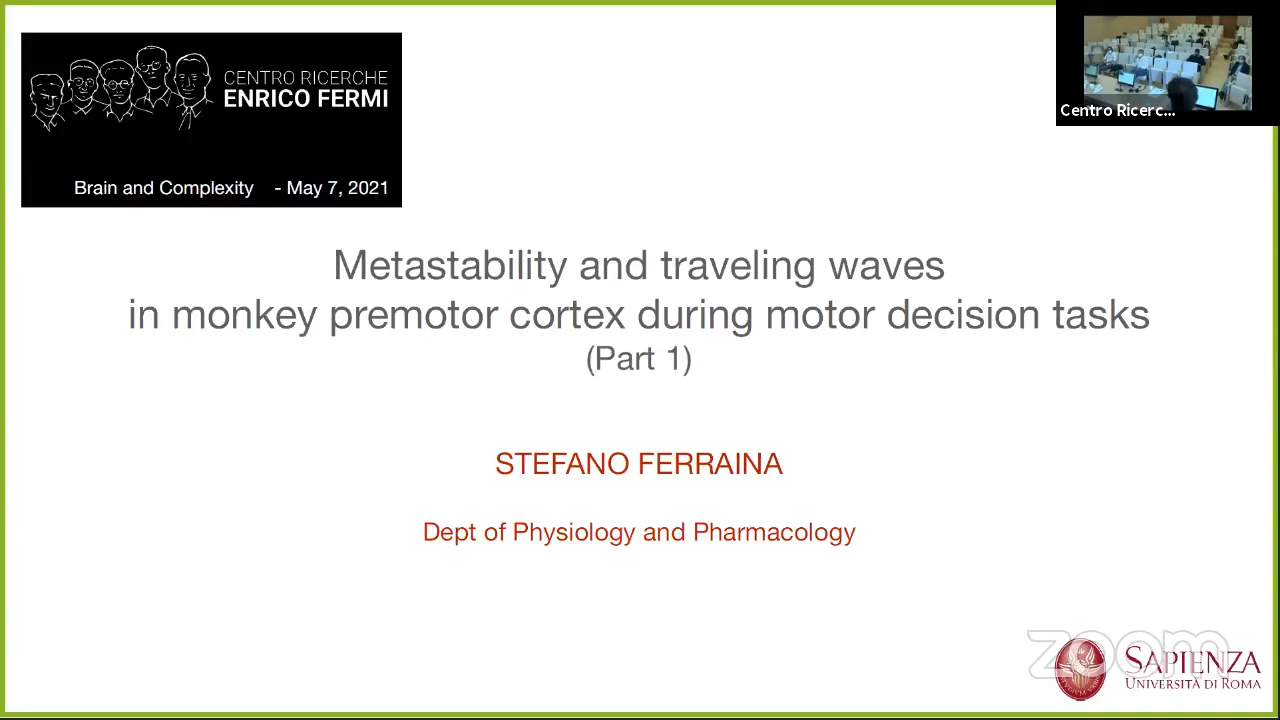 CENTRO RICERCHE
ENRICO FERMI
Brain and Complexity - May 7, 2021
Centro Ricerc...
Metastability and traveling waves
in monkey premotor cortex during motor decision tasks
(Part 1)
STEFANO FERRAINA
Dept of Physiology and Pharmacology
zoom
SAPIENZA
UNIVERSITÀ DI ROMA